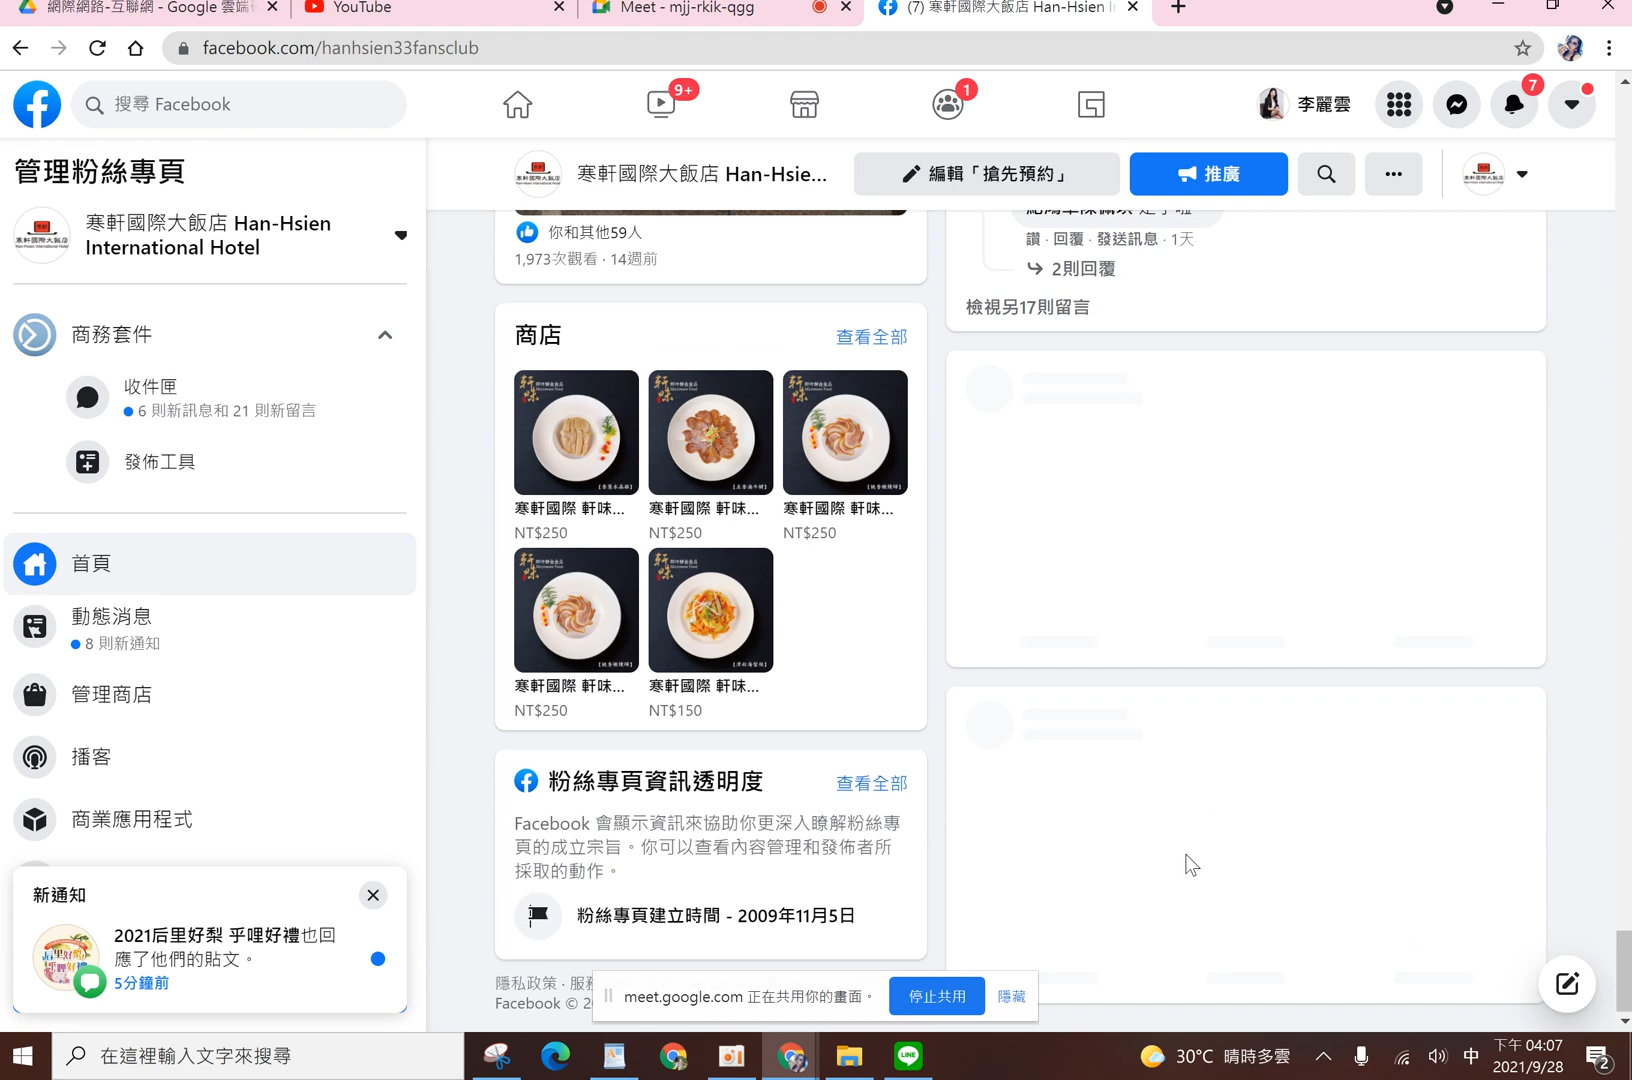 網際網路-互聯網 - Google 雲端硬
YouTube
Meet - mjj-rkik-qgg
(7) 寒軒國際大飯店 Han-Hsien In
facebook.com/hanhsien33fansclub
搜尋 Facebook
9+
1
李麗雲
7
管理粉絲專頁
寒軒國際大飯店 Han-Hsien
International Hotel
商務套件
收件匣
6 則新訊息和 21 則新留言
發佈工具
首頁
動態消息
8 則新通知
管理商店
播客
商業應用程式
新通知
2021后里好梨 乎哩好禮也回
應了他們的貼文。
5分鐘前
寒軒國際大飯店 Han-Hsie...
編輯「搶先預約」
推廣
你和其他59人
1,973次觀看 · 14週前
商店
查看全部
軒味
即時靜食食品
Microwave Food
寒軒國際 軒味...
NT$250
寒軒國際 軒味...
NT$250
寒軒國際 軒味...
NT$250
寒軒國際 軒味...
NT$250
寒軒國際 軒味...
NT$150
粉絲專頁資訊透明度
查看全部
Facebook 會顯示資訊來協助你更深入瞭解粉絲專
頁的成立宗旨。你可以查看內容管理和發佈者所
採取的動作。
粉絲專頁建立時間 - 2009年11月5日
隱私政策 · 服務
Facebook © 2
讚 · 回覆 · 發送訊息 · 1天
2則回覆
檢視另17則留言
meet.google.com 正在共用你的畫面。
停止共用
隱藏
在這裡輸入文字來搜尋
LINE
30°C 晴時多雲
中
下午 04:07
2021/9/28
2